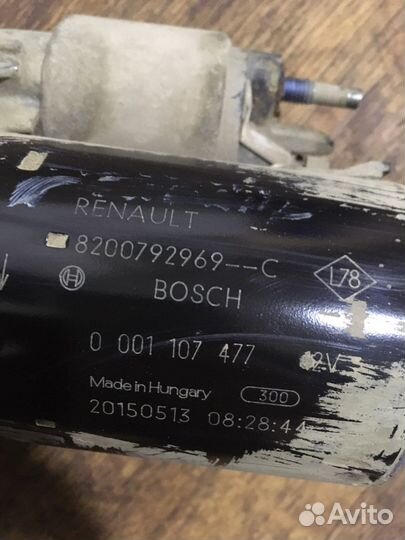 RENAULT
8200792969--C
L78
BOSCH
0 001 107 477 12V
Made in Hungary 300
20150513 08:28:44
Avito